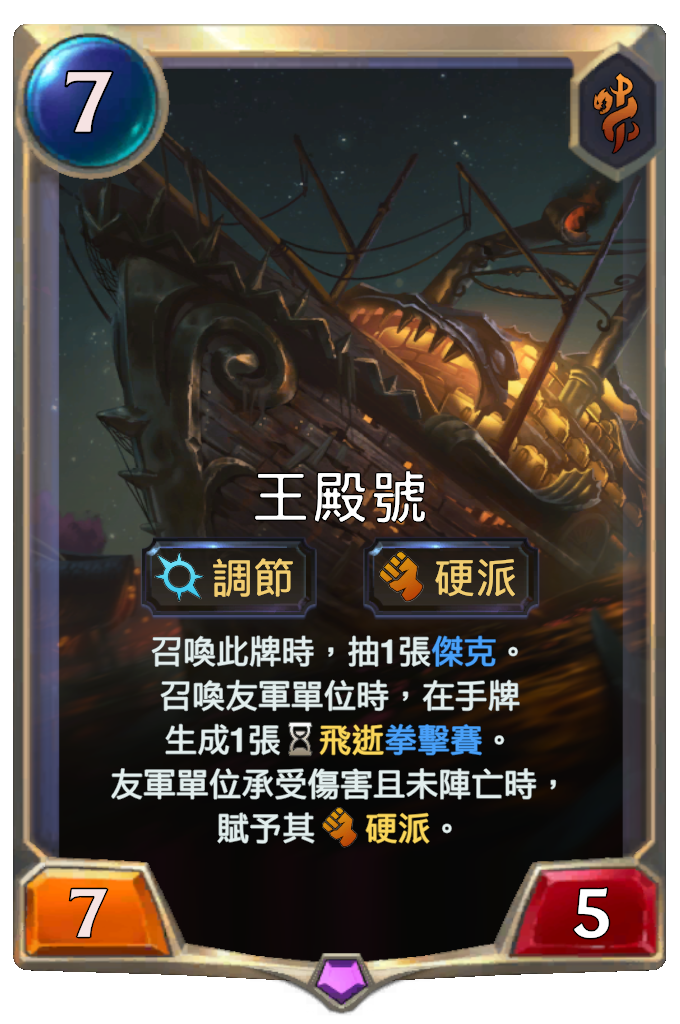 7
王殿號
調節 硬派
召喚此牌時，抽1張傑克。
召喚友軍單位時，在手牌
生成1張飛逝拳擊賽。
友軍單位承受傷害且未陣亡時，
賦予其硬派。
7 5